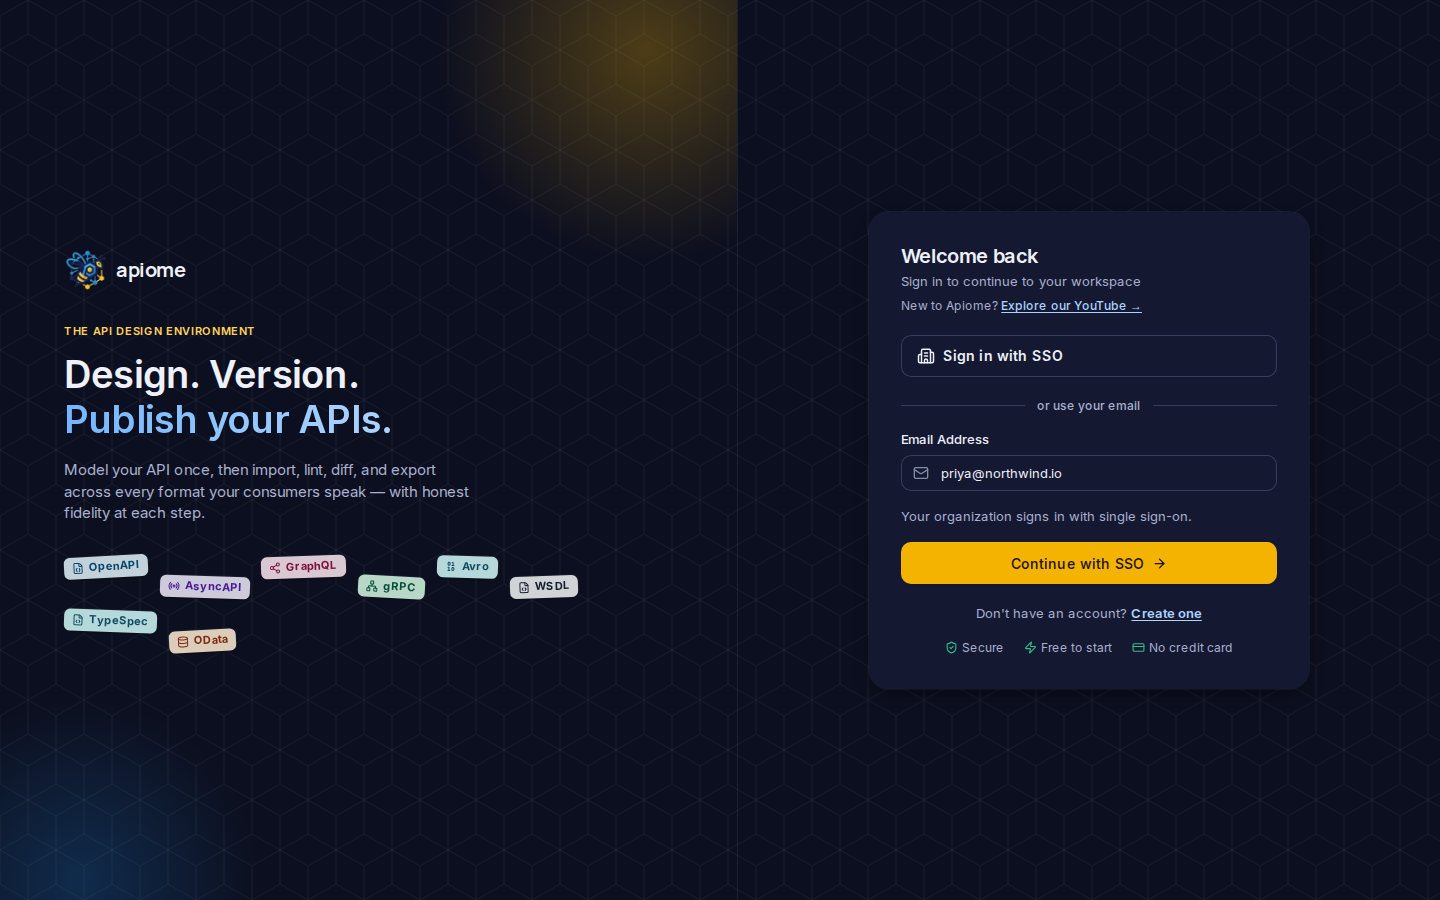 apiome
THE API DESIGN ENVIRONMENT
Design. Version.
Publish your APIs.
Model your API once, then import, lint, diff, and export
across every format your consumers speak — with honest
fidelity at each step.
OpenAPI
AsyncAPI
GraphQL
gRPC
Avro
WSDL
TypeSpec
OData
Welcome back
Sign in to continue to your workspace
New to Apiome? Explore our YouTube →
Sign in with SSO
or use your email
Email Address
priya@northwind.io
Your organization signs in with single sign-on.
Continue with SSO →
Don't have an account? Create one
Secure
Free to start
No credit card